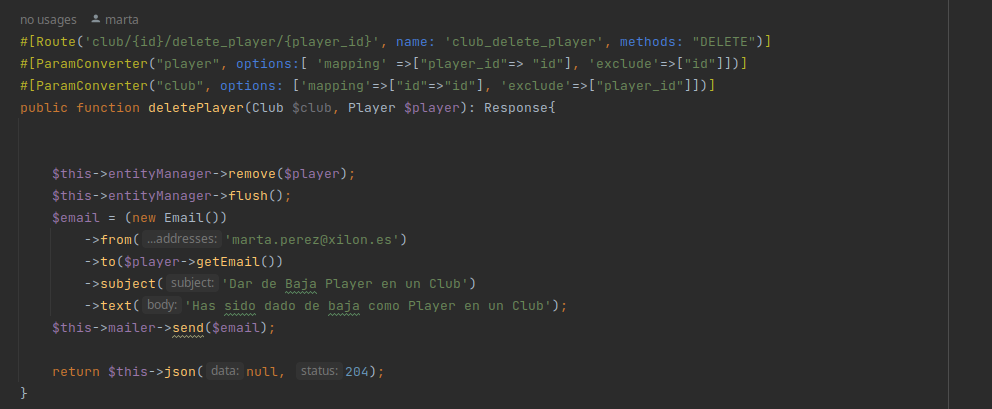 no usages   marta
#[Route('club/{id}/delete_player/{player_id}', name: 'club_delete_player', methods: "DELETE")]
#[ParamConverter("player", options:[ 'mapping' =>["player_id"=> "id"], 'exclude'=>["id"]])]
#[ParamConverter("club", options: ['mapping'=>["id"=>"id"], 'exclude'=>["player_id"]])]
public function deletePlayer(Club $club, Player $player): Response{
$this->entityManager->remove($player);
$this->entityManager->flush();
$email = (new Email())
->from( ...addresses: 'marta.perez@xilon.es')
->to($player->getEmail())
->subject( subject: 'Dar de Baja Player en un Club')
->text( body: 'Has sido dado de baja como Player en un Club');
$this->mailer->send($email);
return $this->json( data: null, status: 204);
}